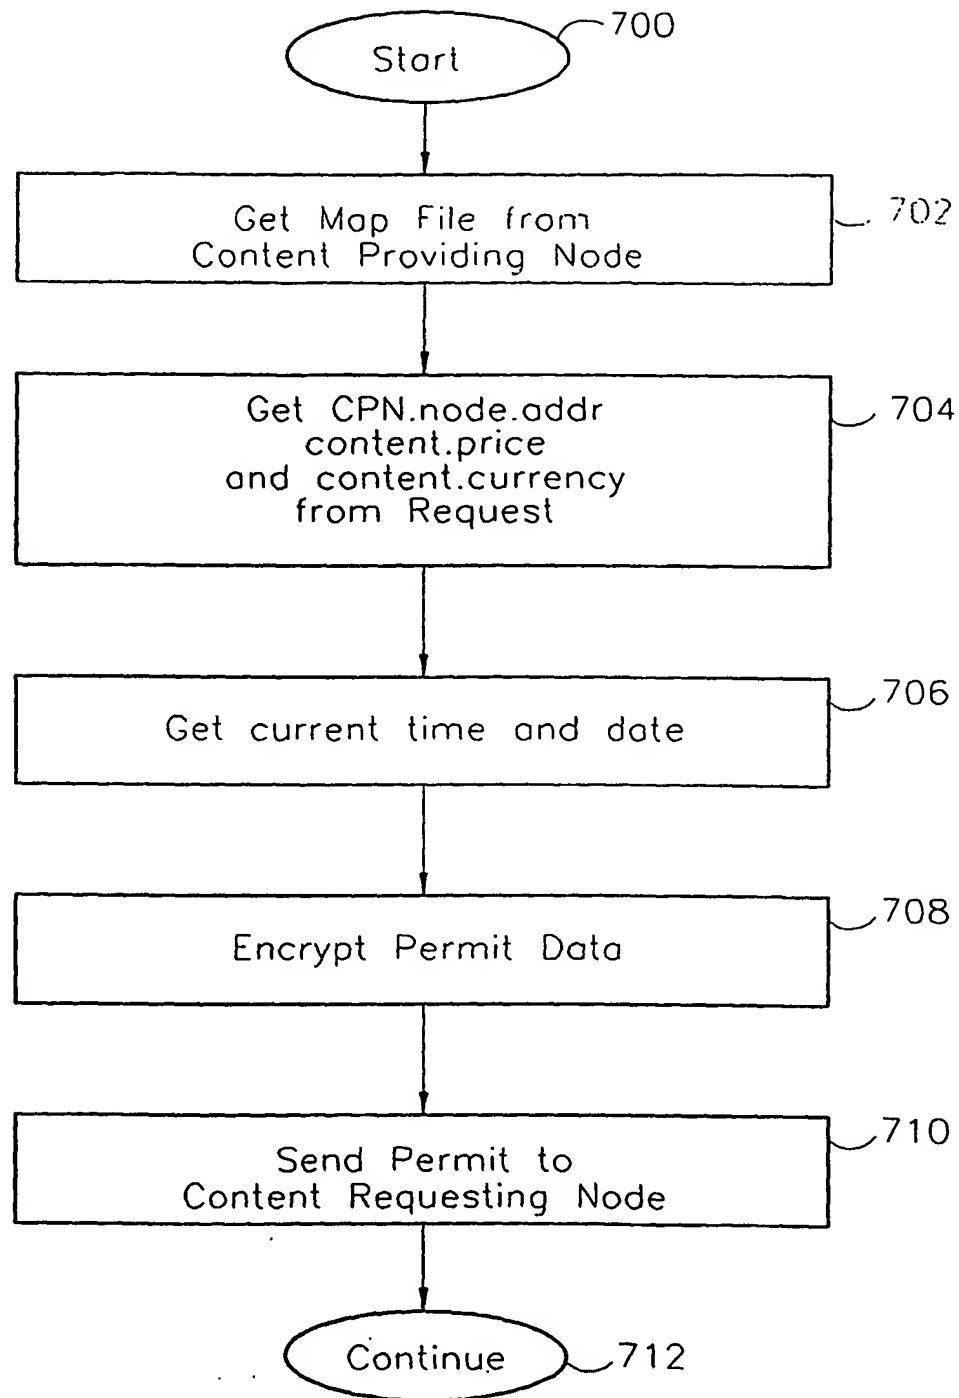 Start
700
Get Map File from
Content Providing Node
702
Get CPN.node.addr
content.price
and content.currency
from Request
704
Get current time and date
706
Encrypt Permit Data
708
Send Permit to
Content Requesting Node
710
Continue
712